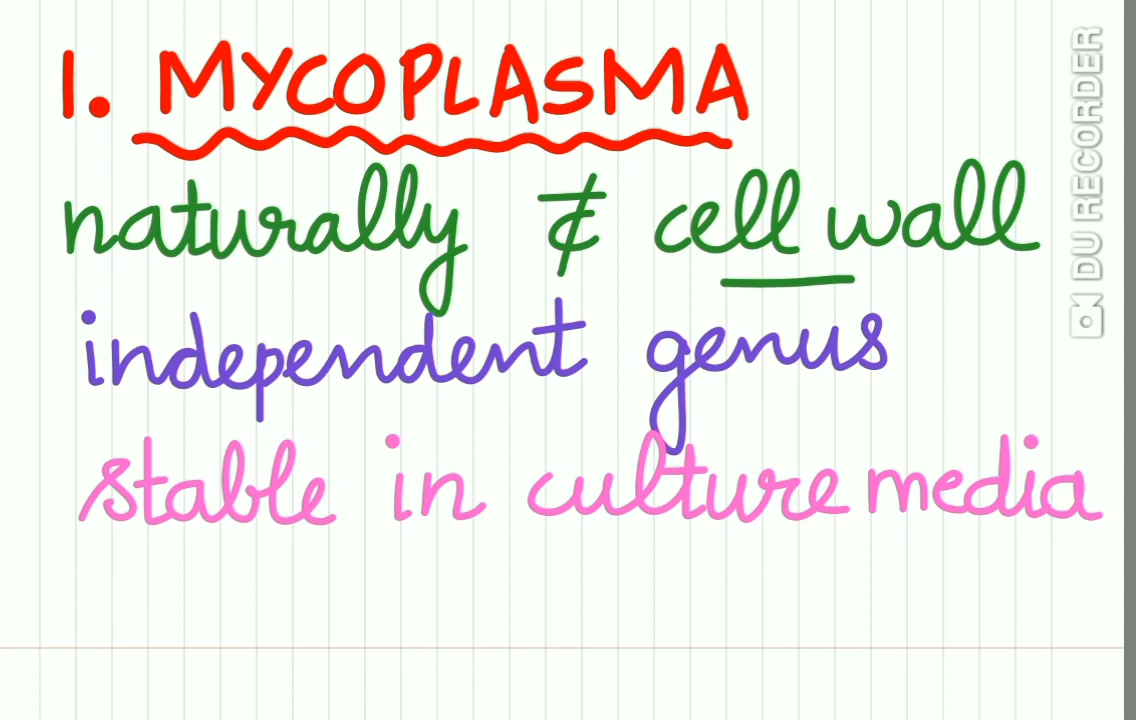 1. MYCOPLASMA
naturally c̸̅ cell wall
independent genus
stable in culture media
DU RECORDER